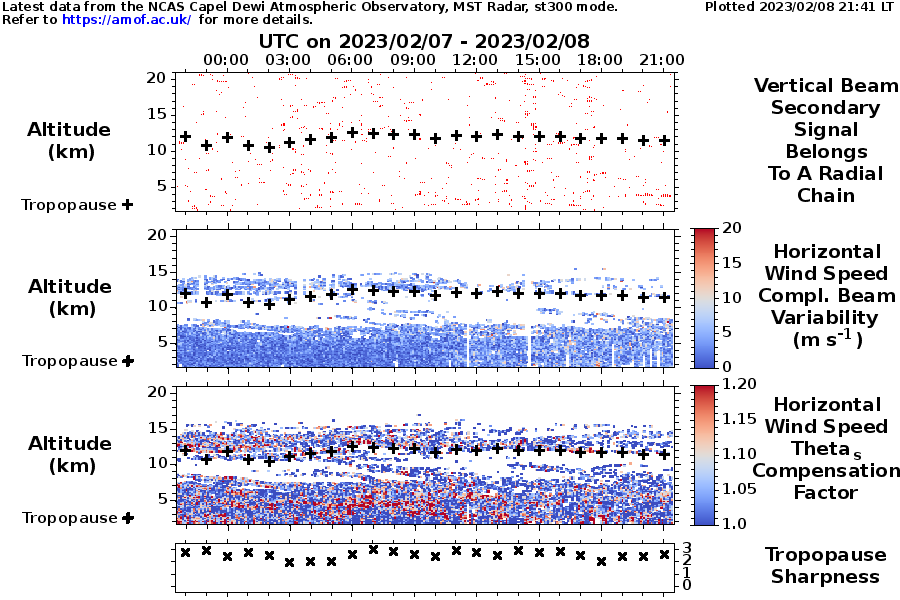 Latest data from the NCAS Capel Dewi Atmospheric Observatory, MST Radar, st300 mode.
Plotted 2023/02/08 21:41 LT
Refer to https://amof.ac.uk/ for more details.
UTC on 2023/02/07 - 2023/02/08
00:00 03:00 06:00 09:00 12:00 15:00 18:00 21:00
20
15
10
5
Altitude
(km)
Tropopause +
Vertical Beam
Secondary
Signal
Belongs
To A Radial
Chain
20
15
10
5
Altitude
(km)
Tropopause +
20
15
10
5
0
Horizontal
Wind Speed
Compl. Beam
Variability
(m s-1)
20
15
10
5
Altitude
(km)
Tropopause +
1.20
1.15
1.10
1.05
1.0
Horizontal
Wind Speed
Theta s
Compensation
Factor
3
2
1
0
Tropopause
Sharpness